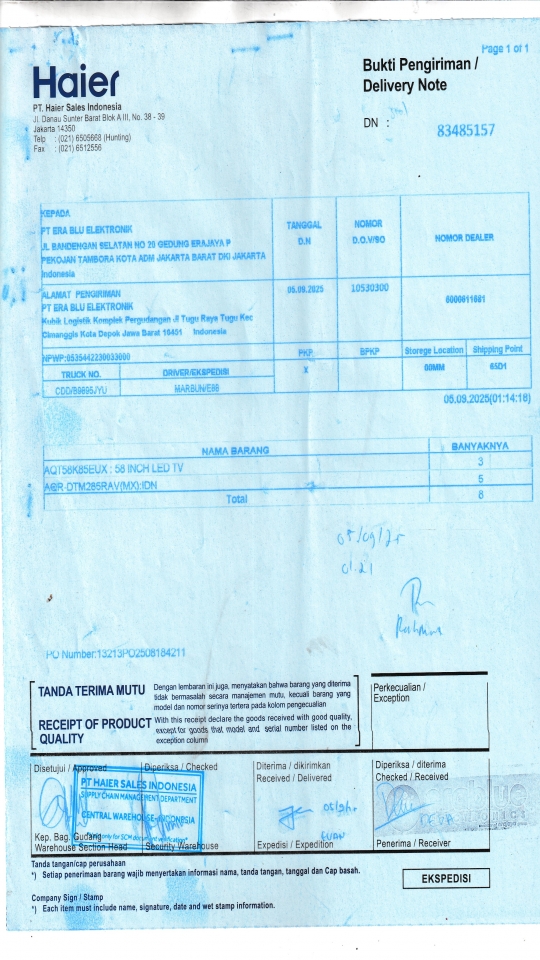 Page 1 of 1
Haier
Bukti Pengiriman /
Delivery Note
PT. Haier Sales Indonesia
Jl. Danau Sunter Barat Blok A III, No. 38 - 39
Jakarta 14350
Telp : (021) 6505668 (Hunting)
Fax : (021) 6512556
DN :
83485157
KEPADA
PT ERA BLU ELEKTRONIK
JL BANDENGAN SELATAN NO 20 GEDUNG ERAJAYA P
PEKOJAN TAMBORA KOTA ADM JAKARTA BARAT DKI JAKARTA
Indonesia
TANGGAL
D.N
NOMOR
D.O.V/SO
NOMOR DEALER
ALAMAT PENGIRIMAN
PT ERA BLU ELEKTRONIK
Kubik Logistik Komplek Pergudangan Jl Tugu Raya Tugu Kec
Cimanggis Kota Depok Jawa Barat 16451 Indonesia
05.09.2025
10530300
NPWP:0535442230033000
PKP
BPKP
Storege Location
Shipping Point
TRUCK NO.
DRIVER/EKSPEDISI
X
00MM
65D1
MARBUN/E98
05.09.2025(01:14:18)
NAMA BARANG
BANYAKNYA
AQT58K85EUX : 58 INCH LED TV
3
AQR-DTM285RAV(MX):IDN
5
Total
8
05/09/25
01.21
PO Number:13213PO2508184211
TANDA TERIMA MUTU
Dengan lembaran ini juga, menyatakan bahwa barang yang diterima
tidak bermasalah secara manajemen mutu, kecuali barang yang
model dan nomor serinya tertera pada kolom pengecualian
RECEIPT OF PRODUCT
QUALITY
With this receipt declare the goods received with good quality,
except for goods that model and serial number listed on the
exception column
Perkecualian /
Exception
Disetujui / Approved
Diperiksa / Checked
Diterima / dikirimkan
Received / Delivered
Diperiksa / diterima
Checked / Received
PT HAIER SALES INDONESIA
SUPPLY CHAIN MANAGEMENT DEPARTMENT
CENTRAL WAREHOUSE-INDONESIA
DEVA
Kep. Bag. Gudang
Warehouse Section Head
Security Warehouse
Expedisi / Expedition
Penerima / Receiver
Tanda tangan/cap perusahaan
*) Setiap penerimaan barang wajib menyertakan informasi nama, tanda tangan, tanggal dan Cap basah.
EKSPEDISI
Company Sign / Stamp
*) Each item must include name, signature, date and wet stamp information.